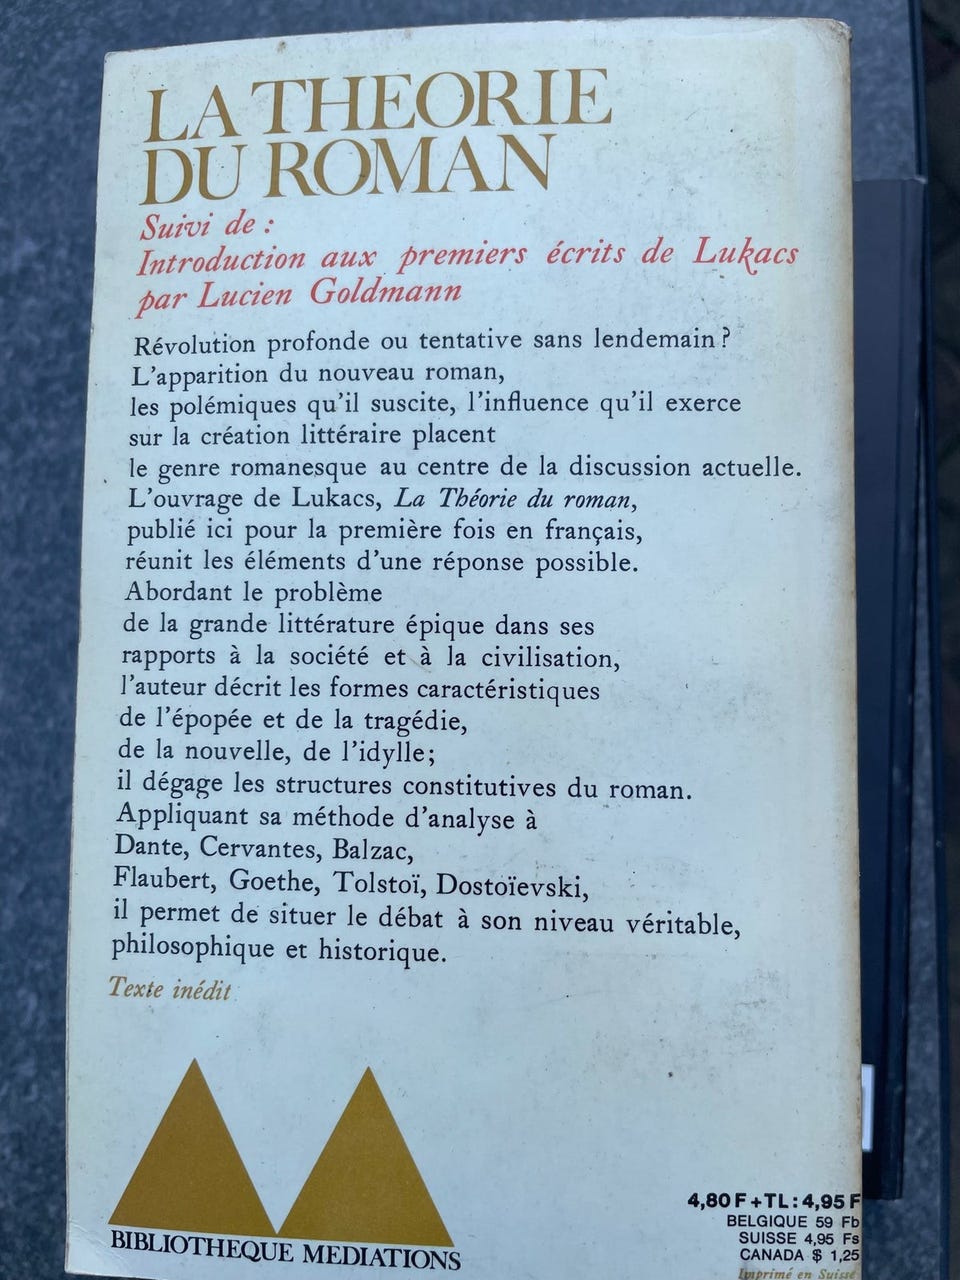 LA THEORIE
DU ROMAN
Suivi de :
Introduction aux premiers écrits de Lukacs
par Lucien Goldmann
Révolution profonde ou tentative sans lendemain ?
L'apparition du nouveau roman,
les polémiques qu'il suscite, l'influence qu'il exerce
sur la création littéraire placent
le genre romanesque au centre de la discussion actuelle.
L'ouvrage de Lukacs, La Théorie du roman,
publié ici pour la première fois en français,
réunit les éléments d'une réponse possible.
Abordant le problème
de la grande littérature épique dans ses
rapports à la société et à la civilisation,
l'auteur décrit les formes caractéristiques
de l'épopée et de la tragédie,
de la nouvelle, de l'idylle ;
il dégage les structures constitutives du roman.
Appliquant sa méthode d'analyse à
Dante, Cervantes, Balzac,
Flaubert, Goethe, Tolstoï, Dostoïevski,
il permet de situer le débat à son niveau véritable,
philosophique et historique.
Texte inédit
BIBLIOTHEQUE MEDIATIONS
4,80 F + TL : 4,95 F
BELGIQUE 59 Fb
SUISSE 4,95 Fs
CANADA $ 1,25
Imprimé en Suisse